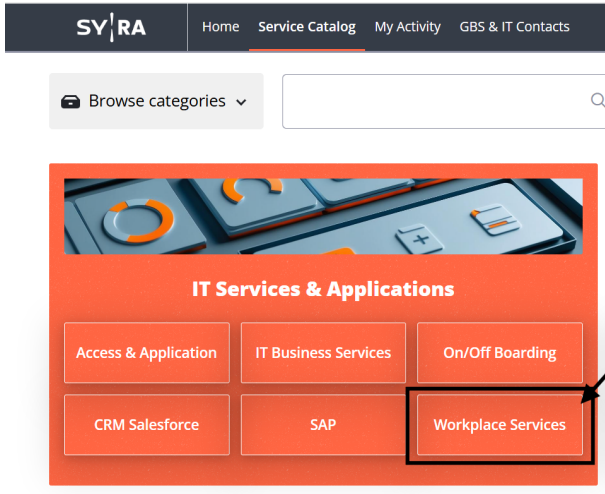 SY¦RA
Home Service Catalog My Activity GBS & IT Contacts
Browse categories
IT Services & Applications
Access & Application IT Business Services On/Off Boarding
CRM Salesforce SAP Workplace Services